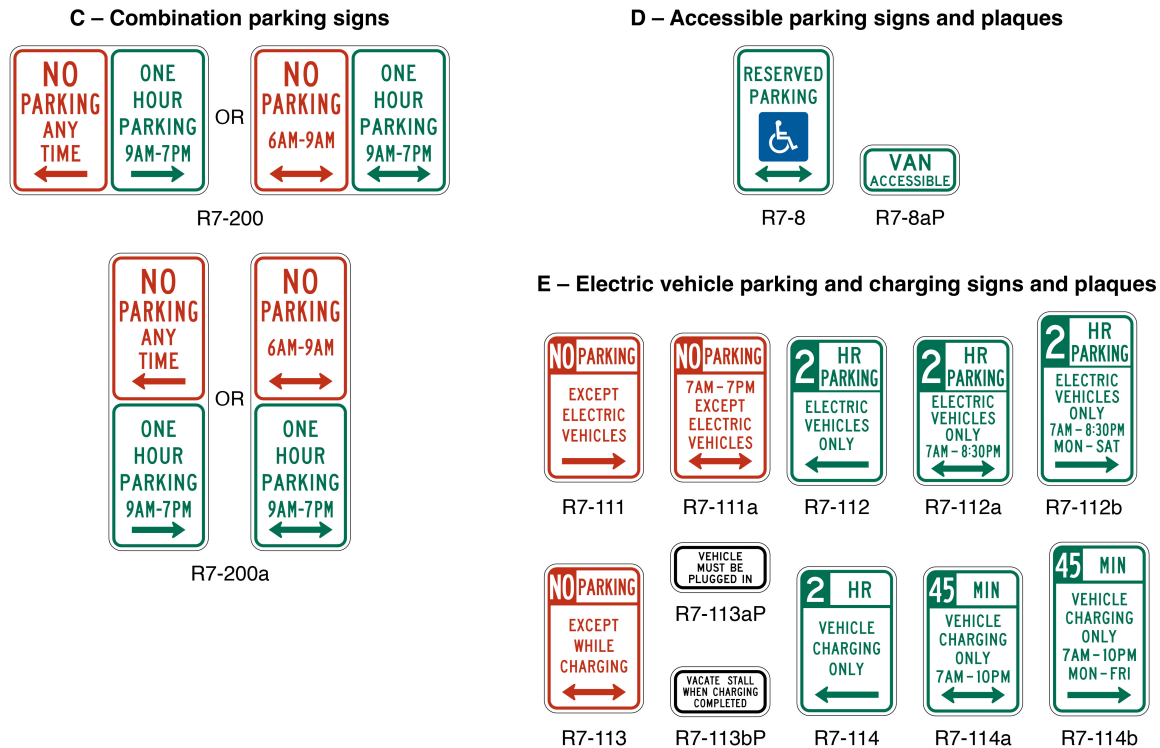 C – Combination parking signs
NO
PARKING
ANY
TIME
ONE
HOUR
PARKING
9AM-7PM
OR
NO
PARKING
6AM-9AM
ONE
HOUR
PARKING
9AM-7PM
R7-200
NO
PARKING
ANY
TIME
ONE
HOUR
PARKING
9AM-7PM
OR
NO
PARKING
6AM-9AM
ONE
HOUR
PARKING
9AM-7PM
R7-200a
D – Accessible parking signs and plaques
RESERVED
PARKING
R7-8
VAN
ACCESSIBLE
R7-8aP
E – Electric vehicle parking and charging signs and plaques
NO PARKING
EXCEPT
ELECTRIC
VEHICLES
R7-111
NO PARKING
7AM – 7PM
EXCEPT
ELECTRIC
VEHICLES
R7-111a
2 HR
PARKING
ELECTRIC
VEHICLES
ONLY
R7-112
2 HR
PARKING
ELECTRIC
VEHICLES
ONLY
7AM – 8:30PM
R7-112a
2 HR
PARKING
ELECTRIC
VEHICLES
ONLY
7AM – 8:30PM
MON – SAT
R7-112b
NO PARKING
EXCEPT
WHILE
CHARGING
R7-113
VEHICLE
MUST BE
PLUGGED IN
R7-113aP
VACATE STALL
WHEN CHARGING
COMPLETED
R7-113bP
2 HR
VEHICLE
CHARGING
ONLY
R7-114
45 MIN
VEHICLE
CHARGING
ONLY
7AM – 10PM
R7-114a
45 MIN
VEHICLE
CHARGING
ONLY
7AM – 10PM
MON – FRI
R7-114b